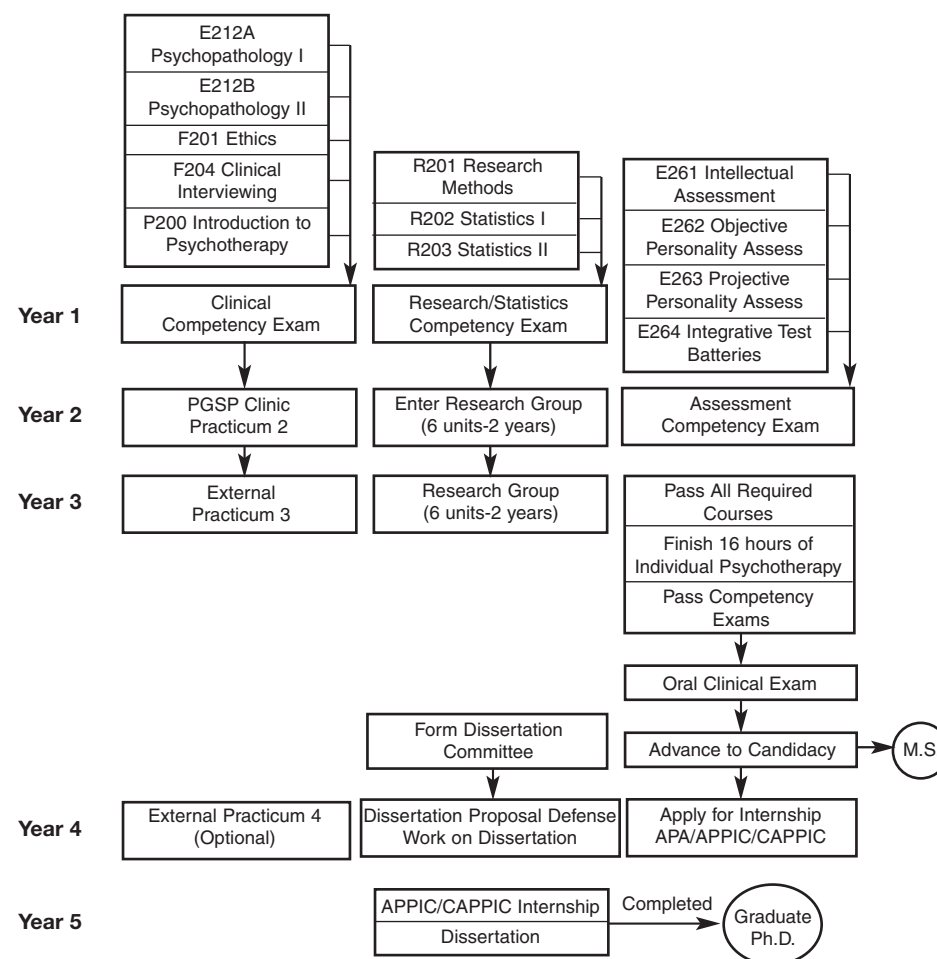 E212A
Psychopathology I
E212B
Psychopathology II
F201 Ethics
F204 Clinical
Interviewing
P200 Introduction to
Psychotherapy
R201 Research
Methods
R202 Statistics I
R203 Statistics II
E261 Intellectual
Assessment
E262 Objective
Personality Assess
E263 Projective
Personality Assess
E264 Integrative Test
Batteries
Year 1
Clinical
Competency Exam
Research/Statistics
Competency Exam
Year 2
PGSP Clinic
Practicum 2
Enter Research Group
(6 units-2 years)
Assessment
Competency Exam
Year 3
External
Practicum 3
Research Group
(6 units-2 years)
Pass All Required
Courses
Finish 16 hours of
Individual Psychotherapy
Pass Competency
Exams
Oral Clinical Exam
Form Dissertation
Committee
Advance to Candidacy
M.S
Year 4
External Practicum 4
(Optional)
Dissertation Proposal Defense
Work on Dissertation
Apply for Internship
APA/APPIC/CAPPIC
Year 5
APPIC/CAPPIC Internship
Dissertation
Completed
Graduate
Ph.D.